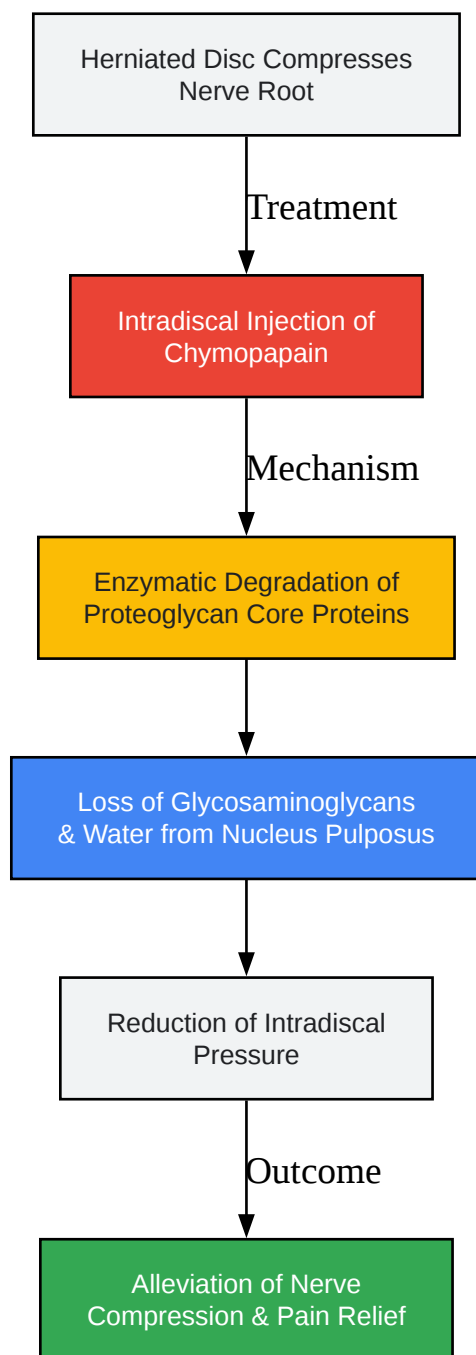 Herniated Disc Compresses
Nerve Root
Treatment
Intradiscal Injection of
Chymopapain
Mechanism
Enzymatic Degradation of
Proteoglycan Core Proteins
Loss of Glycosaminoglycans
& Water from Nucleus Pulposus
Reduction of Intradiscal
Pressure
Outcome
Alleviation of Nerve
Compression & Pain Relief